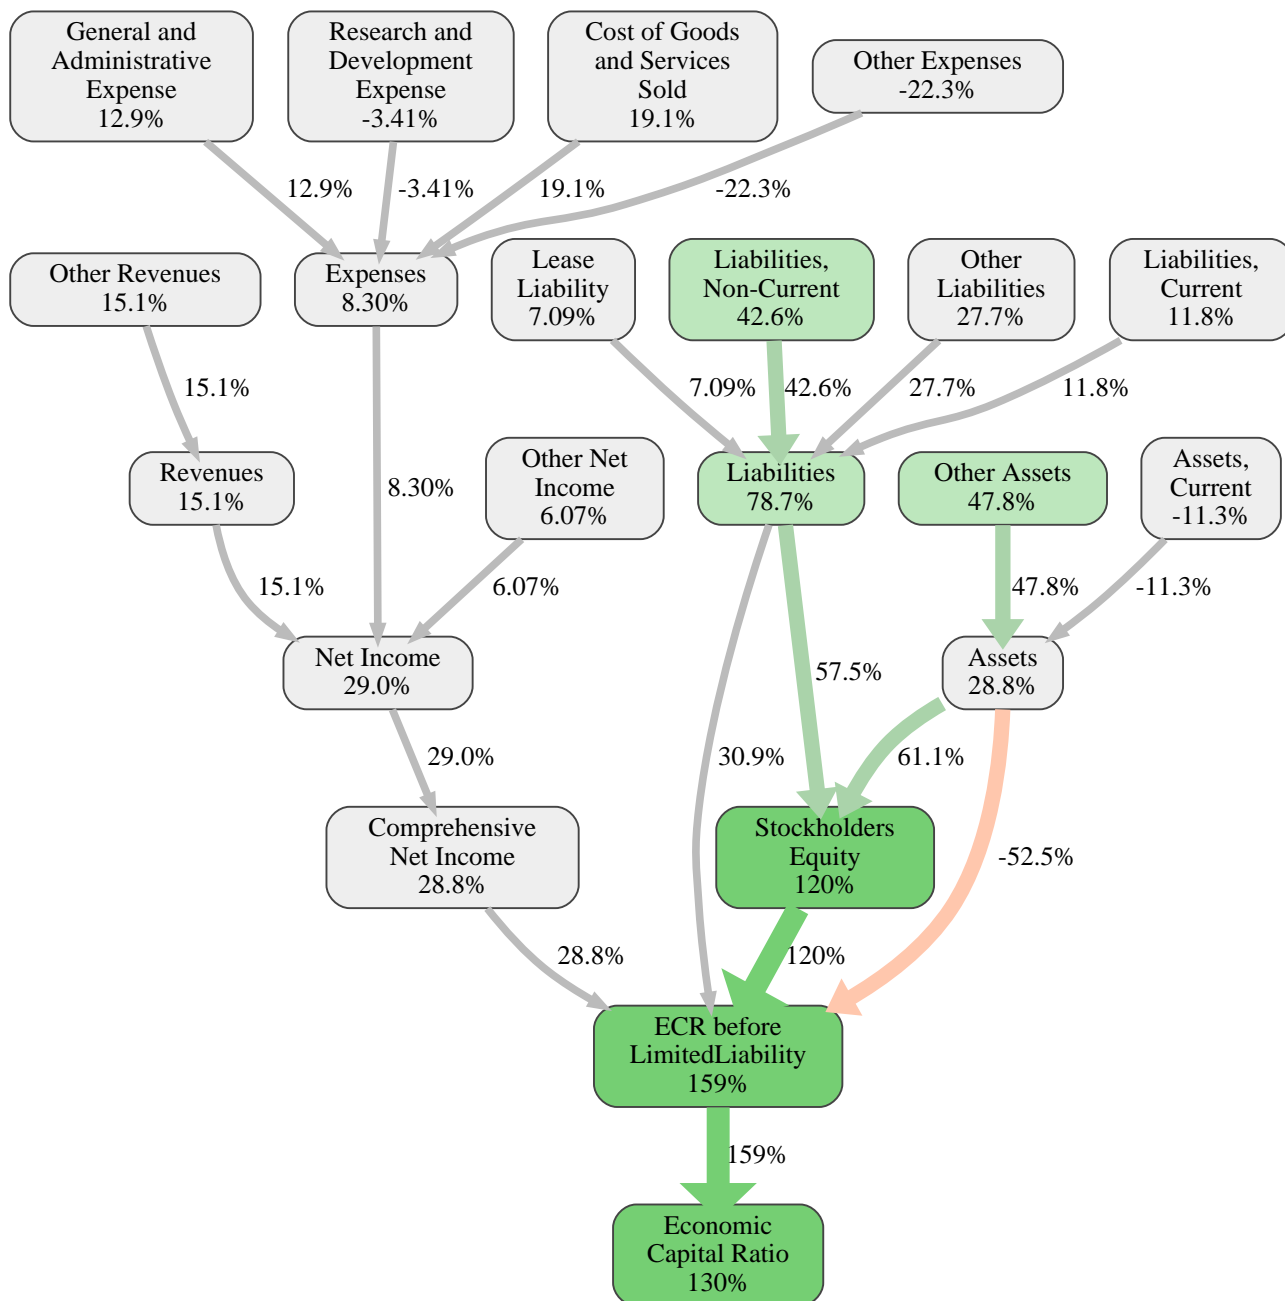 General and
Administrative
Expense
12.9%
Research and
Development
Expense
-3.41%
Cost of Goods
and Services
Sold
19.1%
Other Expenses
-22.3%
12.9%
-3.41%
19.1%
-22.3%
Other Revenues
15.1%
Expenses
8.30%
Lease
Liability
7.09%
Liabilities,
Non-Current
42.6%
Other
Liabilities
27.7%
Liabilities,
Current
11.8%
15.1%
7.09%
42.6%
27.7%
11.8%
Revenues
15.1%
8.30%
Other Net
Income
6.07%
Liabilities
78.7%
Other Assets
47.8%
Assets,
Current
-11.3%
15.1%
6.07%
47.8%
-11.3%
Net Income
29.0%
57.5%
Assets
28.8%
29.0%
30.9%
61.1%
Comprehensive
Net Income
28.8%
Stockholders
Equity
120%
-52.5%
28.8%
120%
ECR before
LimitedLiability
159%
159%
Economic
Capital Ratio
130%